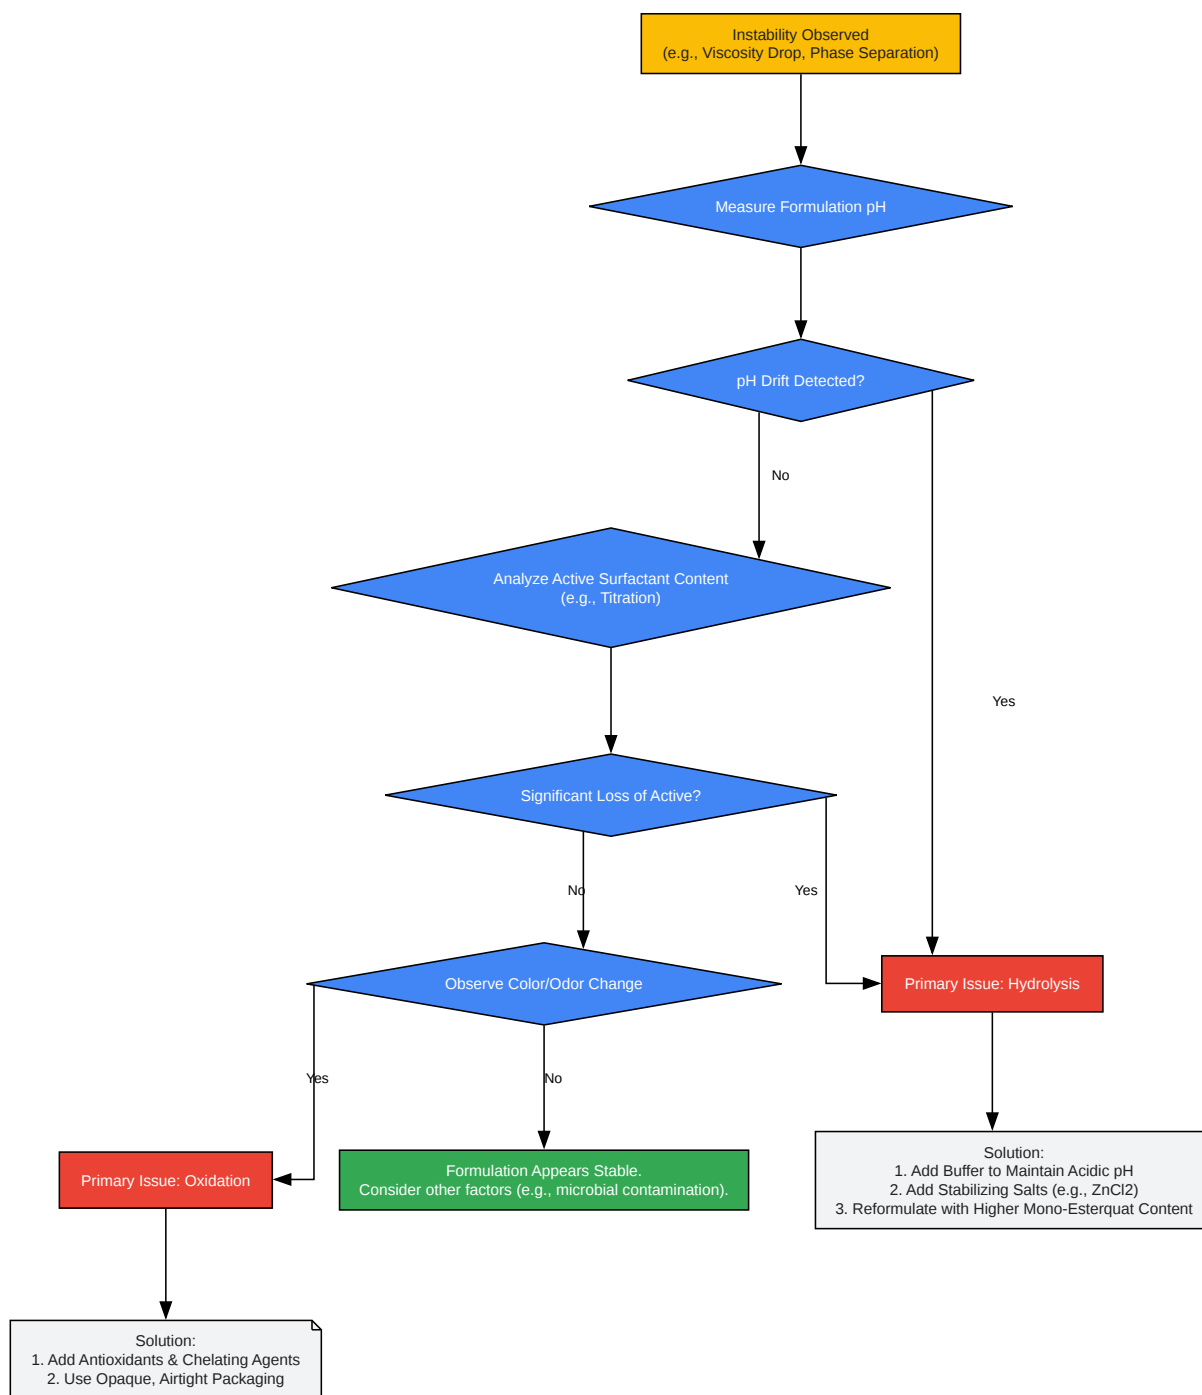 Instability Observed
(e.g., Viscosity Drop, Phase Separation)
Measure Formulation pH
pH Drift Detected?
No
Analyze Active Surfactant Content
(e.g., Titration)
Yes
Significant Loss of Active?
No
Yes
Observe Color/Odor Change
Primary Issue: Hydrolysis
Yes
No
Solution:
1. Add Buffer to Maintain Acidic pH
2. Add Stabilizing Salts (e.g., ZnCl2)
3. Reformulate with Higher Mono-Esterquat Content
Formulation Appears Stable.
Consider other factors (e.g., microbial contamination).
Primary Issue: Oxidation
Solution:
1. Add Antioxidants & Chelating Agents
2. Use Opaque, Airtight Packaging